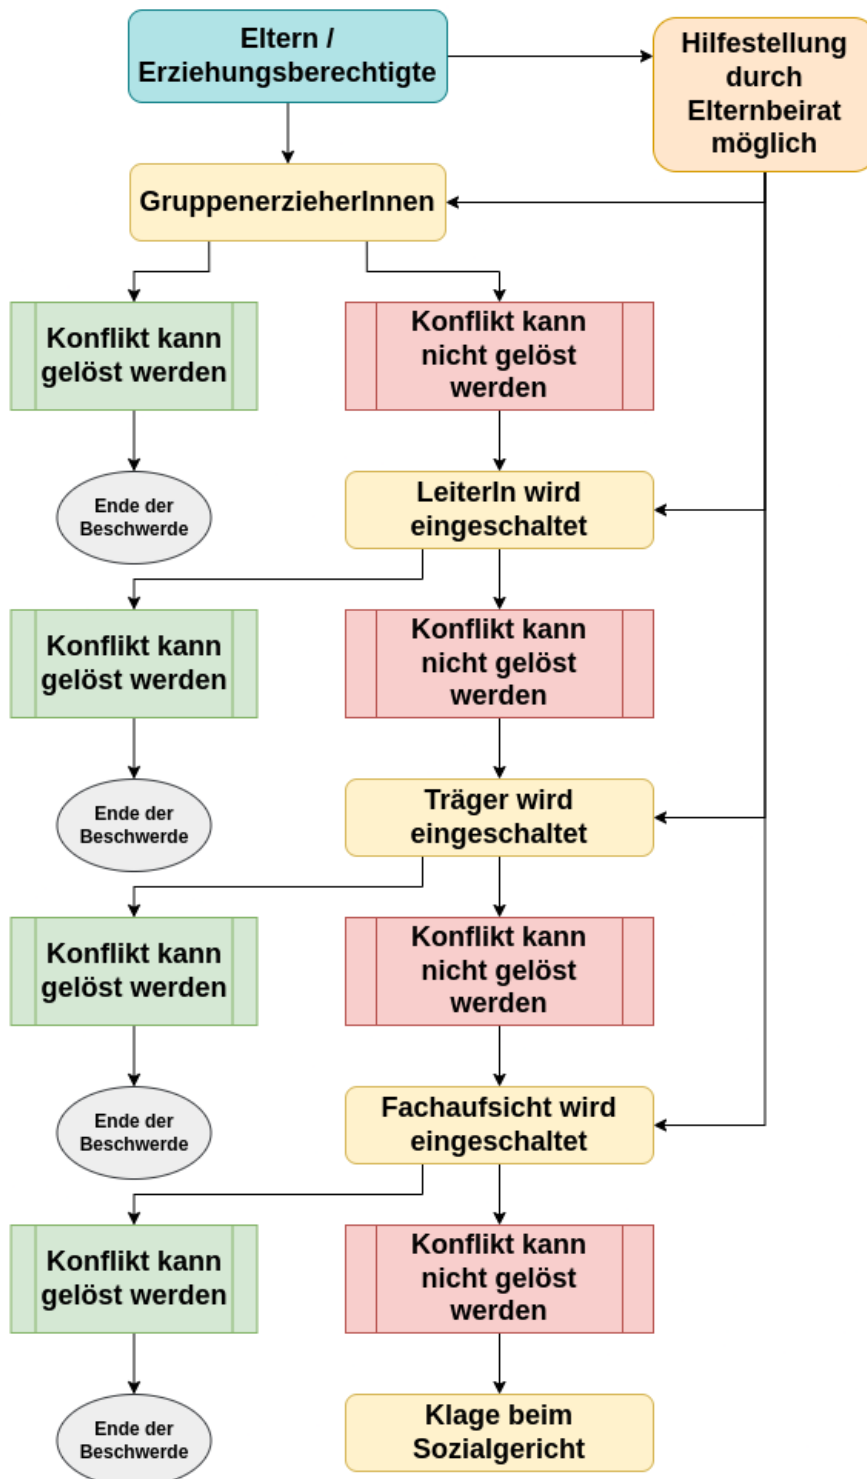 Eltern /
Erziehungsberechtigte
Hilfestellung
durch
Elternbeirat
möglich
GruppenerzieherInnen
Konflikt kann
gelöst werden
Konflikt kann
nicht gelöst
werden
Ende der
Beschwerde
LeiterIn wird
eingeschaltet
Konflikt kann
gelöst werden
Konflikt kann
nicht gelöst
werden
Ende der
Beschwerde
Träger wird
eingeschaltet
Konflikt kann
gelöst werden
Konflikt kann
nicht gelöst
werden
Ende der
Beschwerde
Fachaufsicht wird
eingeschaltet
Konflikt kann
gelöst werden
Konflikt kann
nicht gelöst
werden
Ende der
Beschwerde
Klage beim
Sozialgericht